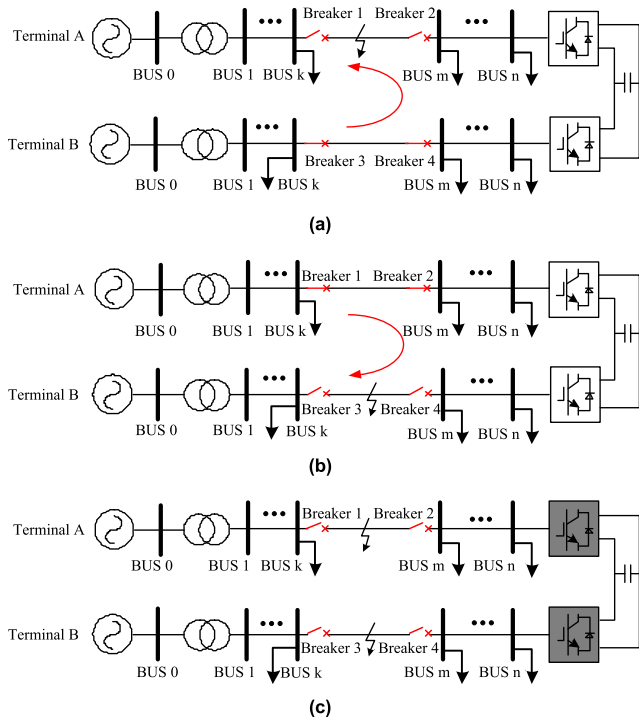 Terminal A
Breaker 1
Breaker 2
BUS 0
BUS 1
BUS k
BUS m
BUS n
Terminal B
Breaker 3
Breaker 4
BUS 0
BUS 1
BUS k
BUS m
BUS n
(a)
Terminal A
Breaker 1
Breaker 2
BUS 0
BUS 1
BUS k
BUS m
BUS n
Terminal B
Breaker 3
Breaker 4
BUS 0
BUS 1
BUS k
BUS m
BUS n
(b)
Terminal A
Breaker 1
Breaker 2
BUS 0
BUS 1
BUS k
BUS m
BUS n
Terminal B
Breaker 3
Breaker 4
BUS 0
BUS 1
BUS k
BUS m
BUS n
(c)